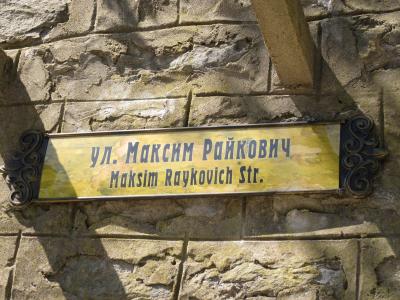 ул. Максим Райкович
Maksim Raykovich Str.